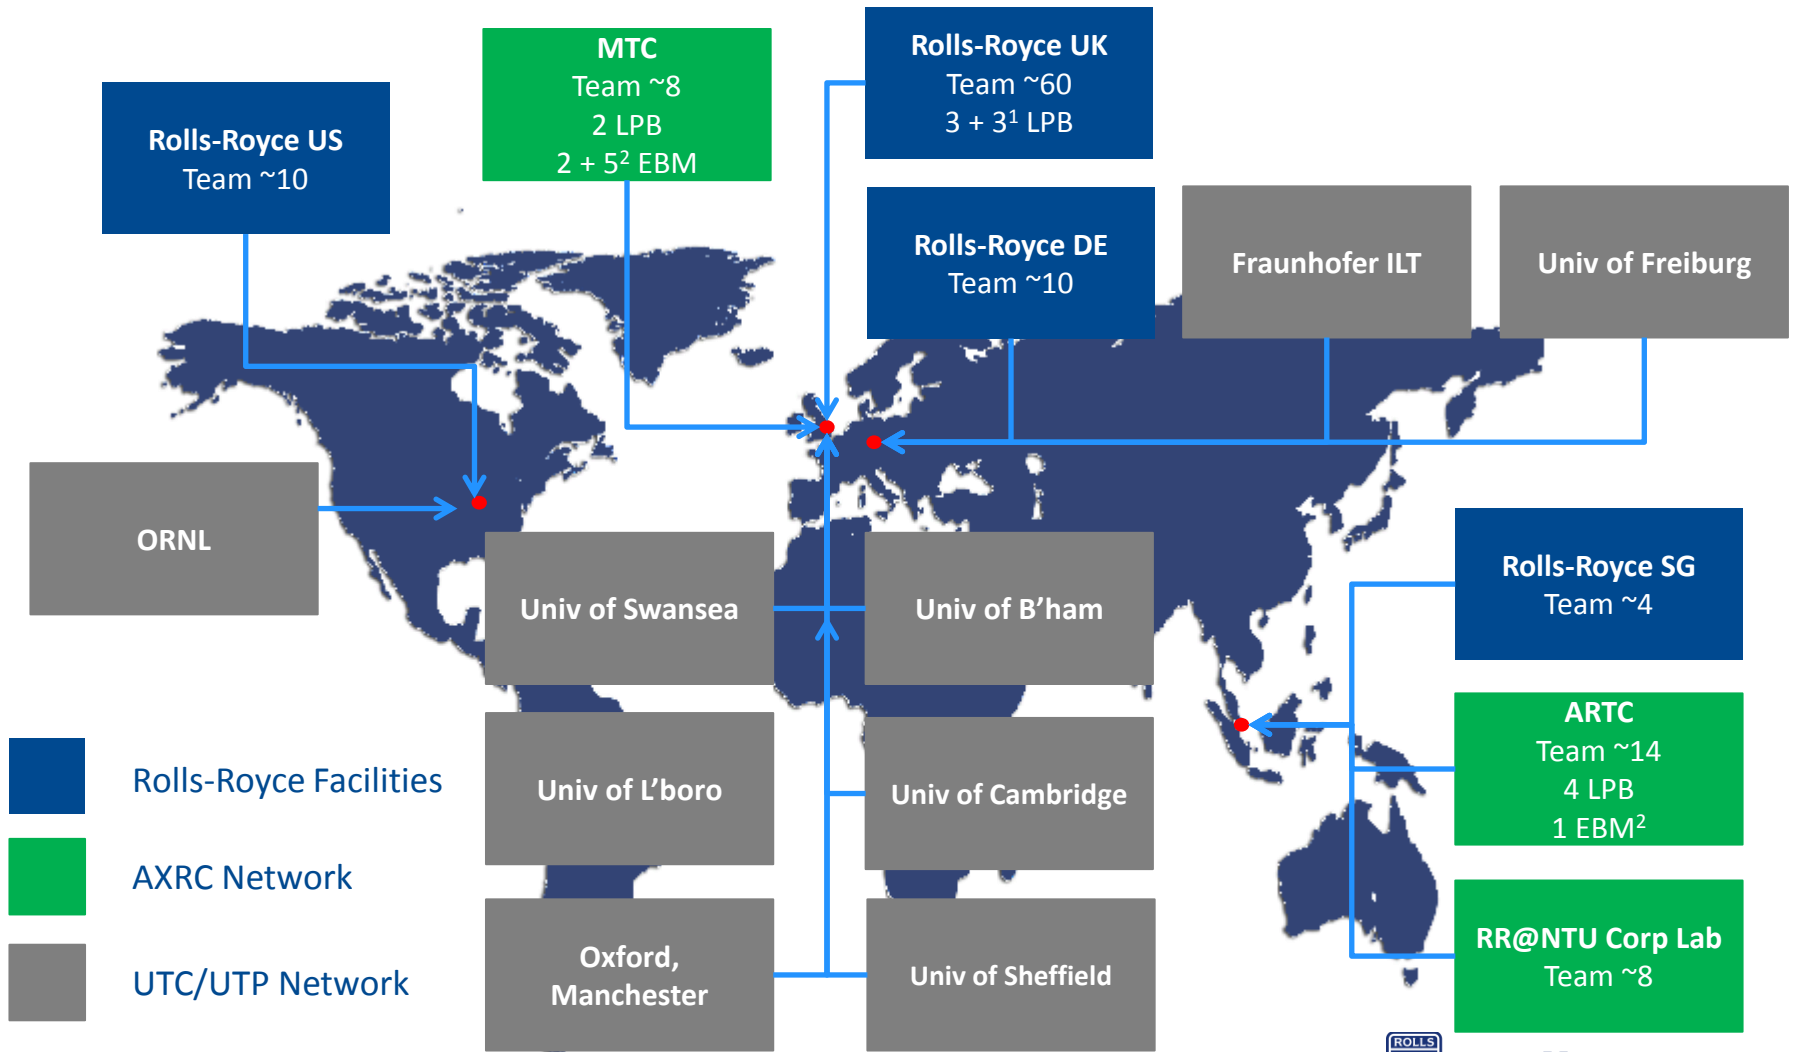 MTC
Team ~8
2 LPB
2 + 5² EBM
Rolls-Royce UK
Team ~60
3 + 3¹ LPB
Rolls-Royce US
Team ~10
Rolls-Royce DE
Team ~10
Fraunhofer ILT
Univ of Freiburg
ORNL
Univ of Swansea
Univ of B’ham
Rolls-Royce SG
Team ~4
Univ of L’boro
Univ of Cambridge
ARTC
Team ~14
4 LPB
1 EBM²
Oxford,
Manchester
Univ of Sheffield
RR@NTU Corp Lab
Team ~8
Rolls-Royce Facilities
AXRC Network
UTC/UTP Network
ROLLS